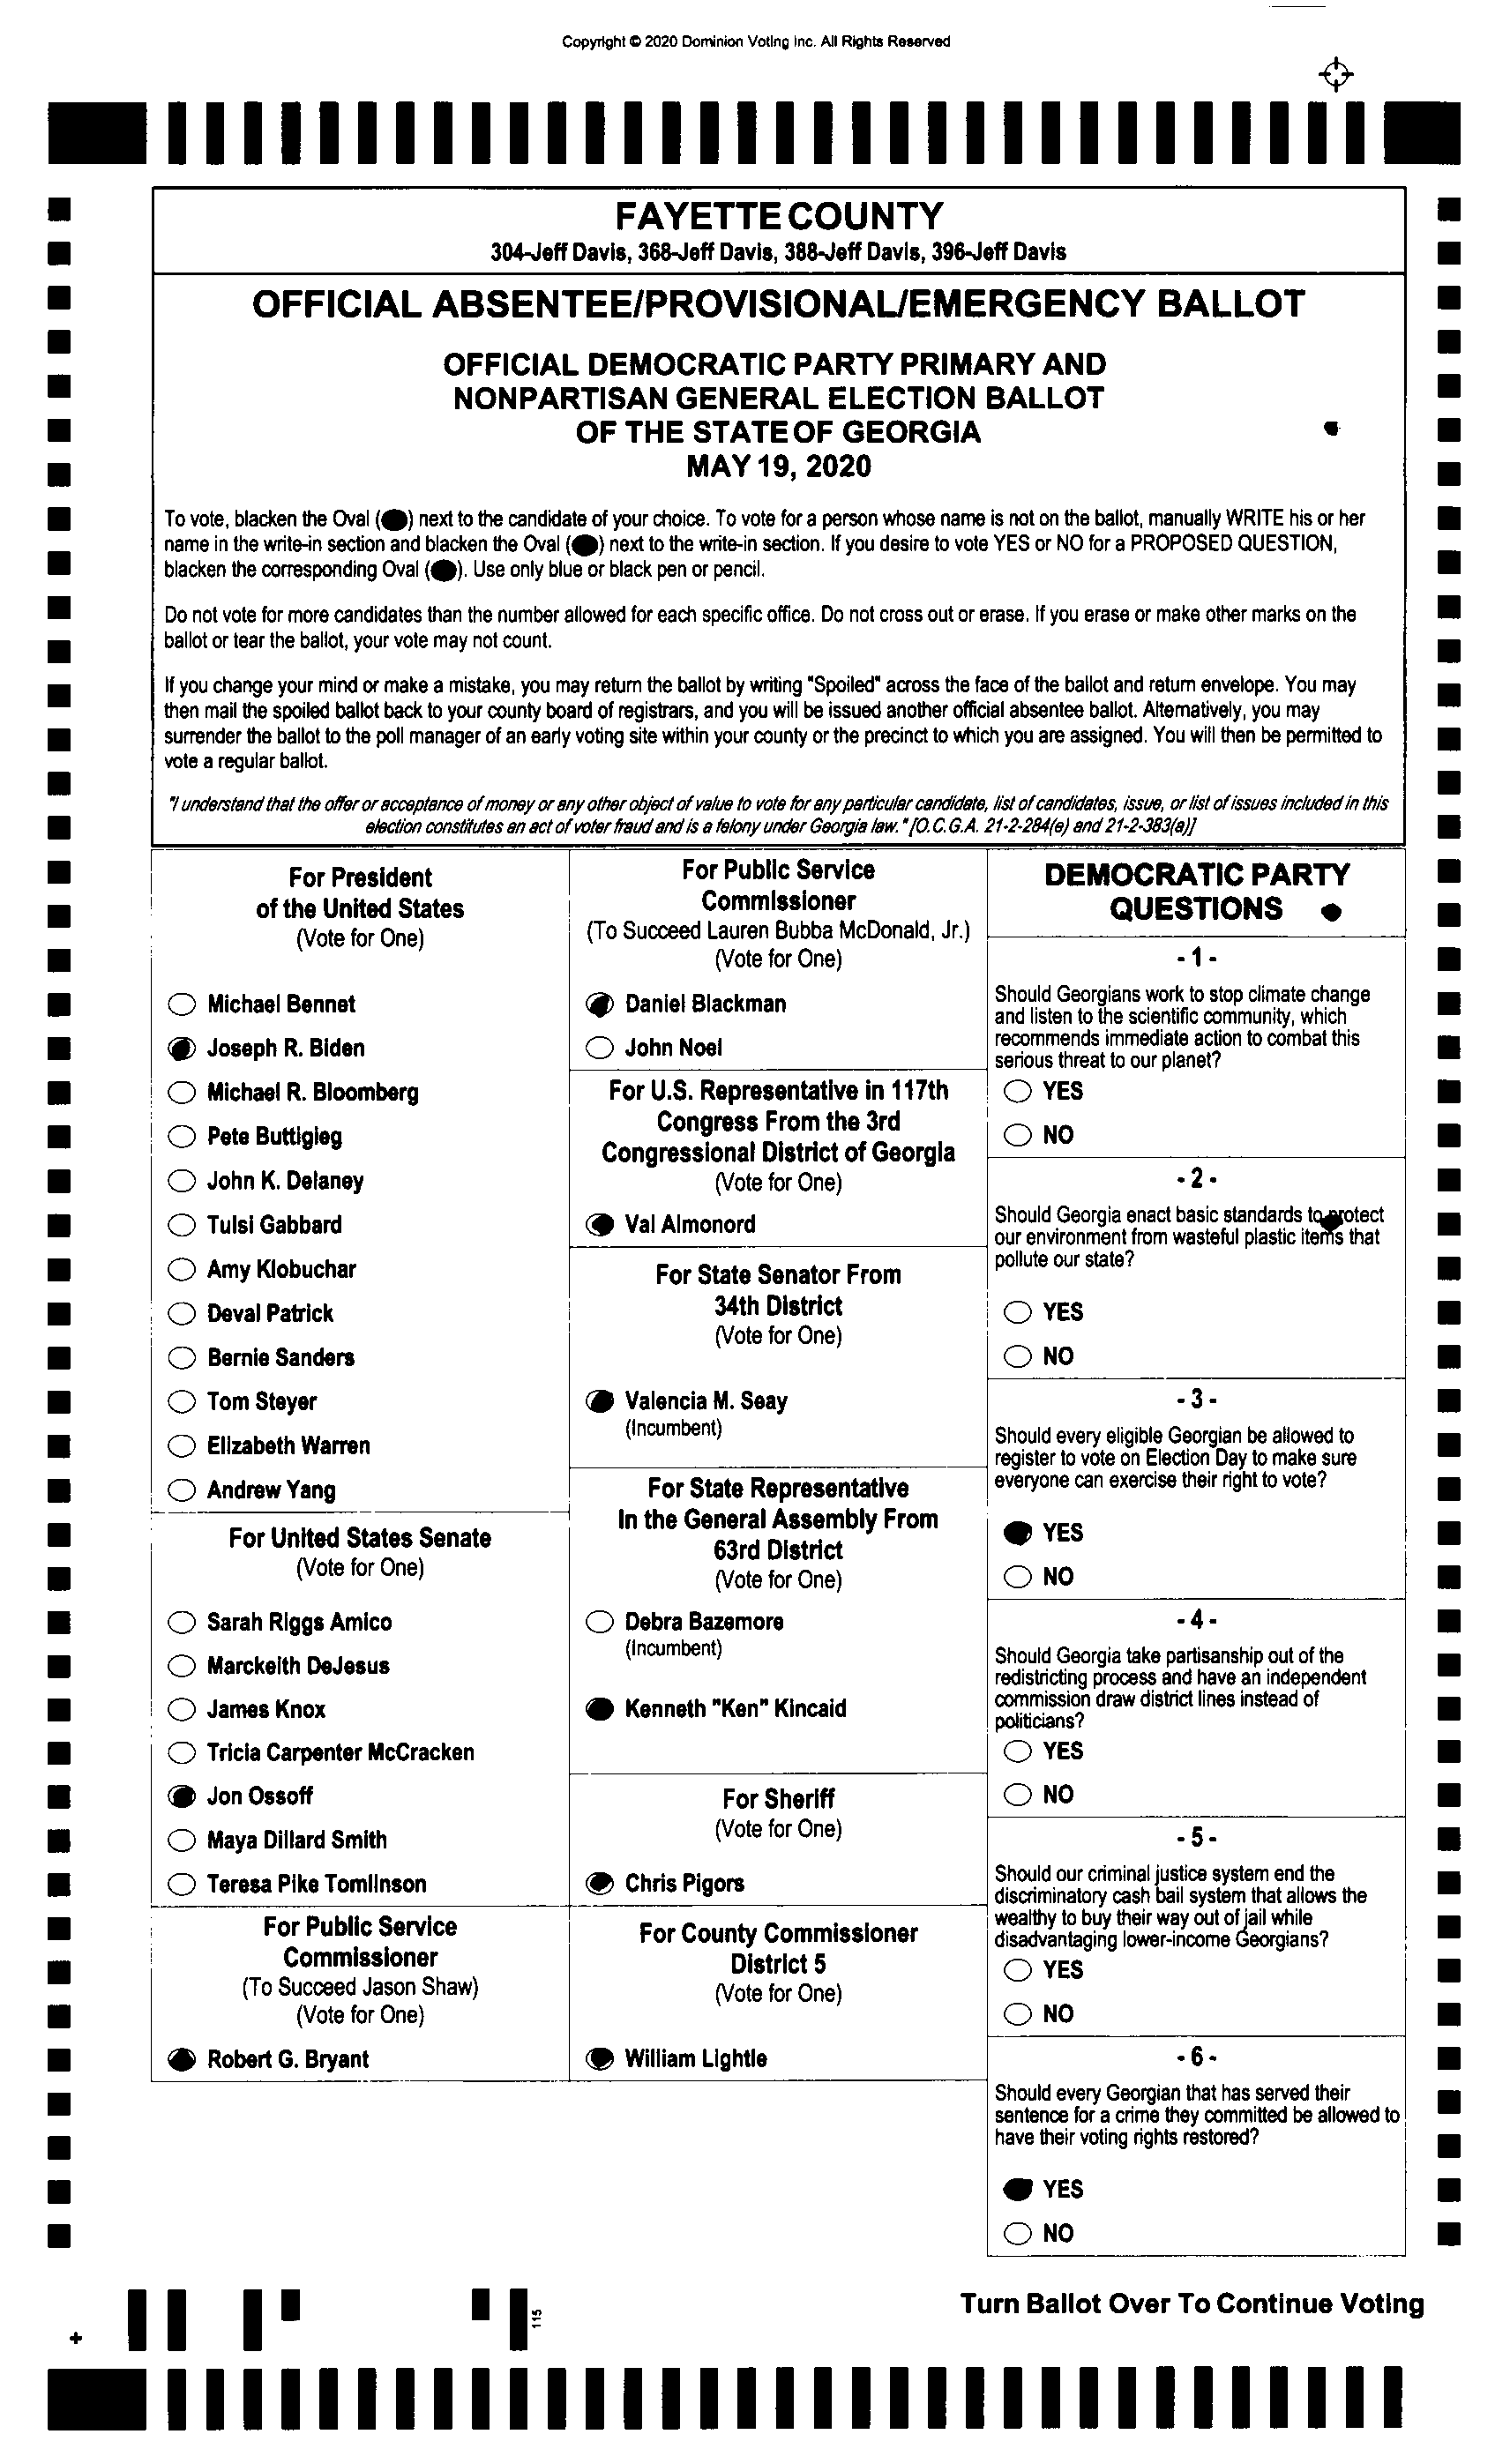 Copyright © 2020 Dominion Voting Inc. All Rights Reserved
FAYETTE COUNTY
304-Jeff Davis, 368-Jeff Davis, 388-Jeff Davis, 396-Jeff Davis
OFFICIAL ABSENTEE/PROVISIONAL/EMERGENCY BALLOT
OFFICIAL DEMOCRATIC PARTY PRIMARY AND
NONPARTISAN GENERAL ELECTION BALLOT
OF THE STATE OF GEORGIA
MAY 19, 2020
To vote, blacken the Oval (●) next to the candidate of your choice. To vote for a person whose name is not on the ballot, manually WRITE his or her
name in the write-in section and blacken the Oval (●) next to the write-in section. If you desire to vote YES or NO for a PROPOSED QUESTION,
blacken the corresponding Oval (●). Use only blue or black pen or pencil.
Do not vote for more candidates than the number allowed for each specific office. Do not cross out or erase. If you erase or make other marks on the
ballot or tear the ballot, your vote may not count.
If you change your mind or make a mistake, you may return the ballot by writing "Spoiled" across the face of the ballot and return envelope. You may
then mail the spoiled ballot back to your county board of registrars, and you will be issued another official absentee ballot. Alternatively, you may
surrender the ballot to the poll manager of an early voting site within your county or the precinct to which you are assigned. You will then be permitted to
vote a regular ballot.
"I understand that the offer or acceptance of money or any other object of value to vote for any particular candidate, list of candidates, issue, or list of issues included in this
election constitutes an act of voter fraud and is a felony under Georgia law." [O.C.G.A. 21-2-284(e) and 21-2-383(a)]
For President
of the United States
(Vote for One)
Michael Bennet
Joseph R. Biden
Michael R. Bloomberg
Pete Buttigieg
John K. Delaney
Tulsi Gabbard
Amy Klobuchar
Deval Patrick
Bernie Sanders
Tom Steyer
Elizabeth Warren
Andrew Yang
For United States Senate
(Vote for One)
Sarah Riggs Amico
Marckeith DeJesus
James Knox
Tricia Carpenter McCracken
Jon Ossoff
Maya Dillard Smith
Teresa Pike Tomlinson
For Public Service
Commissioner
(To Succeed Jason Shaw)
(Vote for One)
Robert G. Bryant
For Public Service
Commissioner
(To Succeed Lauren Bubba McDonald, Jr.)
(Vote for One)
Daniel Blackman
John Noel
For U.S. Representative in 117th
Congress From the 3rd
Congressional District of Georgia
(Vote for One)
Val Almonord
For State Senator From
34th District
(Vote for One)
Valencia M. Seay
(Incumbent)
For State Representative
In the General Assembly From
63rd District
(Vote for One)
Debra Bazemore
(Incumbent)
Kenneth "Ken" Kincaid
For Sheriff
(Vote for One)
Chris Pigors
For County Commissioner
District 5
(Vote for One)
William Lightle
DEMOCRATIC PARTY
QUESTIONS
- 1 -
Should Georgians work to stop climate change
and listen to the scientific community, which
recommends immediate action to combat this
serious threat to our planet?
YES
NO
- 2 -
Should Georgia enact basic standards to protect
our environment from wasteful plastic items that
pollute our state?
YES
NO
- 3 -
Should every eligible Georgian be allowed to
register to vote on Election Day to make sure
everyone can exercise their right to vote?
YES
NO
- 4 -
Should Georgia take partisanship out of the
redistricting process and have an independent
commission draw district lines instead of
politicians?
YES
NO
- 5 -
Should our criminal justice system end the
discriminatory cash bail system that allows the
wealthy to buy their way out of jail while
disadvantaging lower-income Georgians?
YES
NO
- 6 -
Should every Georgian that has served their
sentence for a crime they committed be allowed to
have their voting rights restored?
YES
NO
115
Turn Ballot Over To Continue Voting